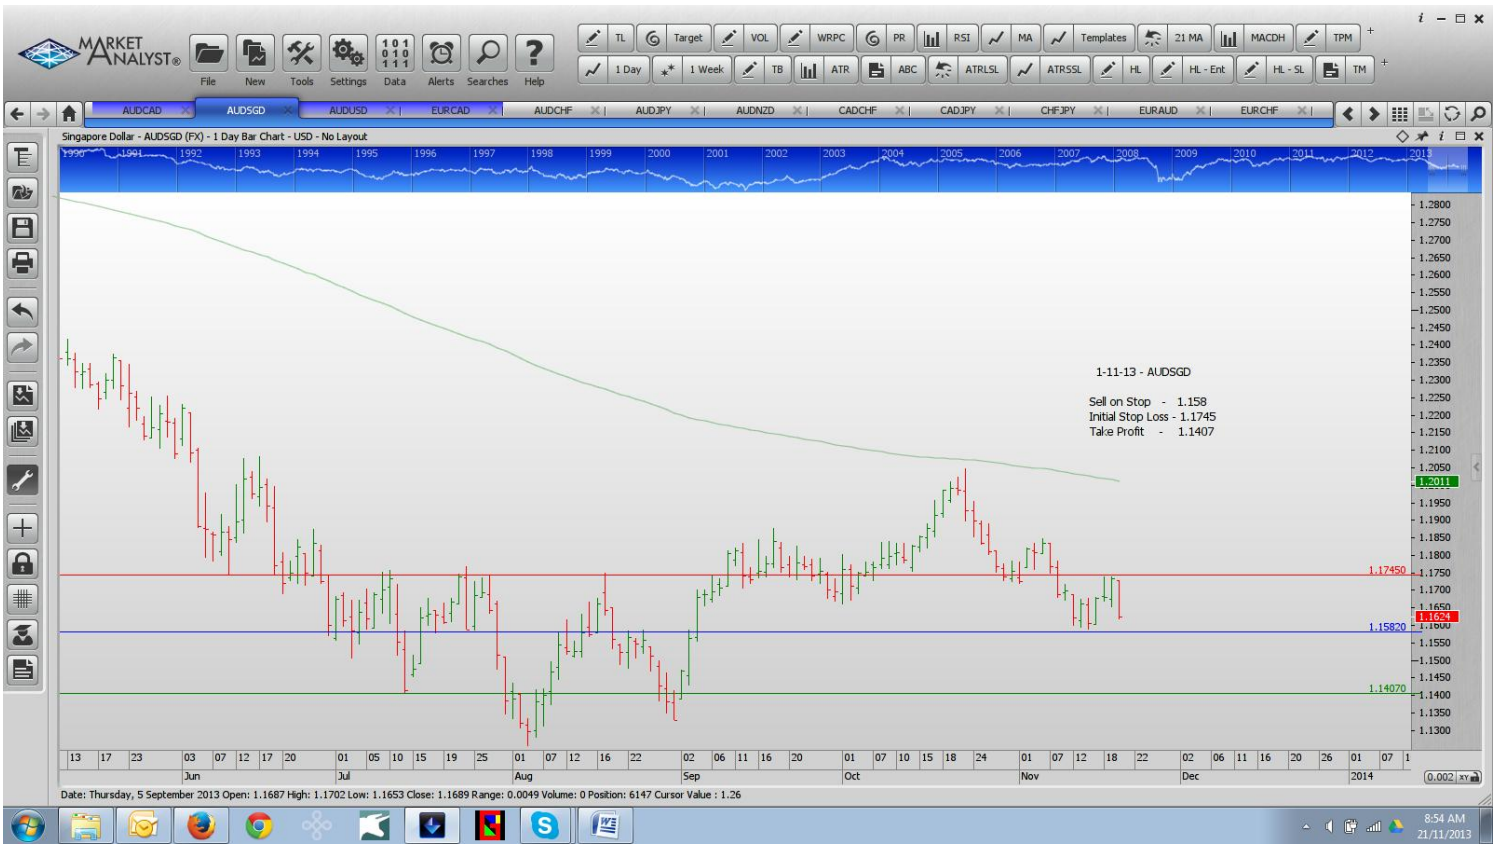 i
MARKET ANALYST®
File New Tools Settings Data Alerts Searches Help
101 010 111
TL Target VOL WRPC PR RSI MA Templates 21 MA MACDH TPM +
1 Day 1 Week TB ATR ABC ATRLSL ATRSSL HL HL - Ent HL - SL TM +
AUDCAD AUDSGD AUDUSD EURCAD AUDCHF AUDJPY AUDNZD CADCHF CADJPY CHFJPY EURAUD EURCHF
Singapore Dollar - AUDSGD (FX) - 1 Day Bar Chart - USD - No Layout
1990 1991 1992 1993 1994 1995 1996 1997 1998 1999 2000 2001 2002 2003 2004 2005 2006 2007 2008 2009 2010 2011 2012 2013
1.2800
1.2750
1.2700
1.2650
1.2600
1.2550
1.2500
1.2450
1.2400
1.2350
1.2300
1.2250
1.2200
1.2150
1.2100
1.2050
1.2011
1.1950
1.1900
1.1850
1.1800
1.1750
1.1700
1.1650
1.1624
1.1600
1.1550
1.1500
1.1450
1.1400
1.1350
1.1300
1-11-13 - AUDSGD
Sell on Stop - 1.158
Initial Stop Loss - 1.1745
Take Profit - 1.1407
1.17450
1.15820
1.14070
13 17 23 03 07 12 17 20 01 05 10 15 19 25 01 07 12 16 22 02 06 11 16 20 01 07 10 15 18 24 01 07 12 18 22 02 06 11 16 20 26 01 07 1
Jun Jul Aug Sep Oct Nov Dec 2014
0.002 XY
Date: Thursday, 5 September 2013 Open: 1.1687 High: 1.1702 Low: 1.1653 Close: 1.1689 Range: 0.0049 Volume: 0 Position: 6147 Cursor Value : 1.26
8:54 AM
21/11/2013